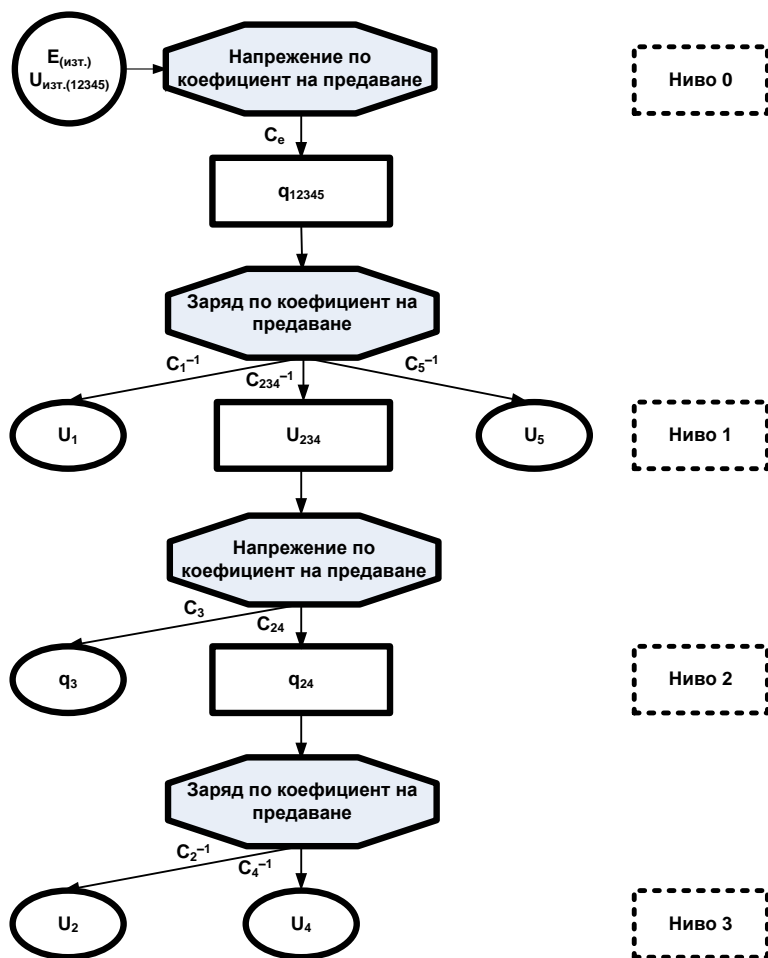 E(изт.)
Uизт.(12345)
Напрежение по
коефициент на предаване
Ниво 0
Ce
q12345
Заряд по коефициент на
предаване
C1⁻¹
C234⁻¹
C5⁻¹
U1
U234
U5
Ниво 1
Напрежение по
коефициент на предаване
C3
C24
q3
q24
Ниво 2
Заряд по коефициент на
предаване
C2⁻¹
C4⁻¹
U2
U4
Ниво 3